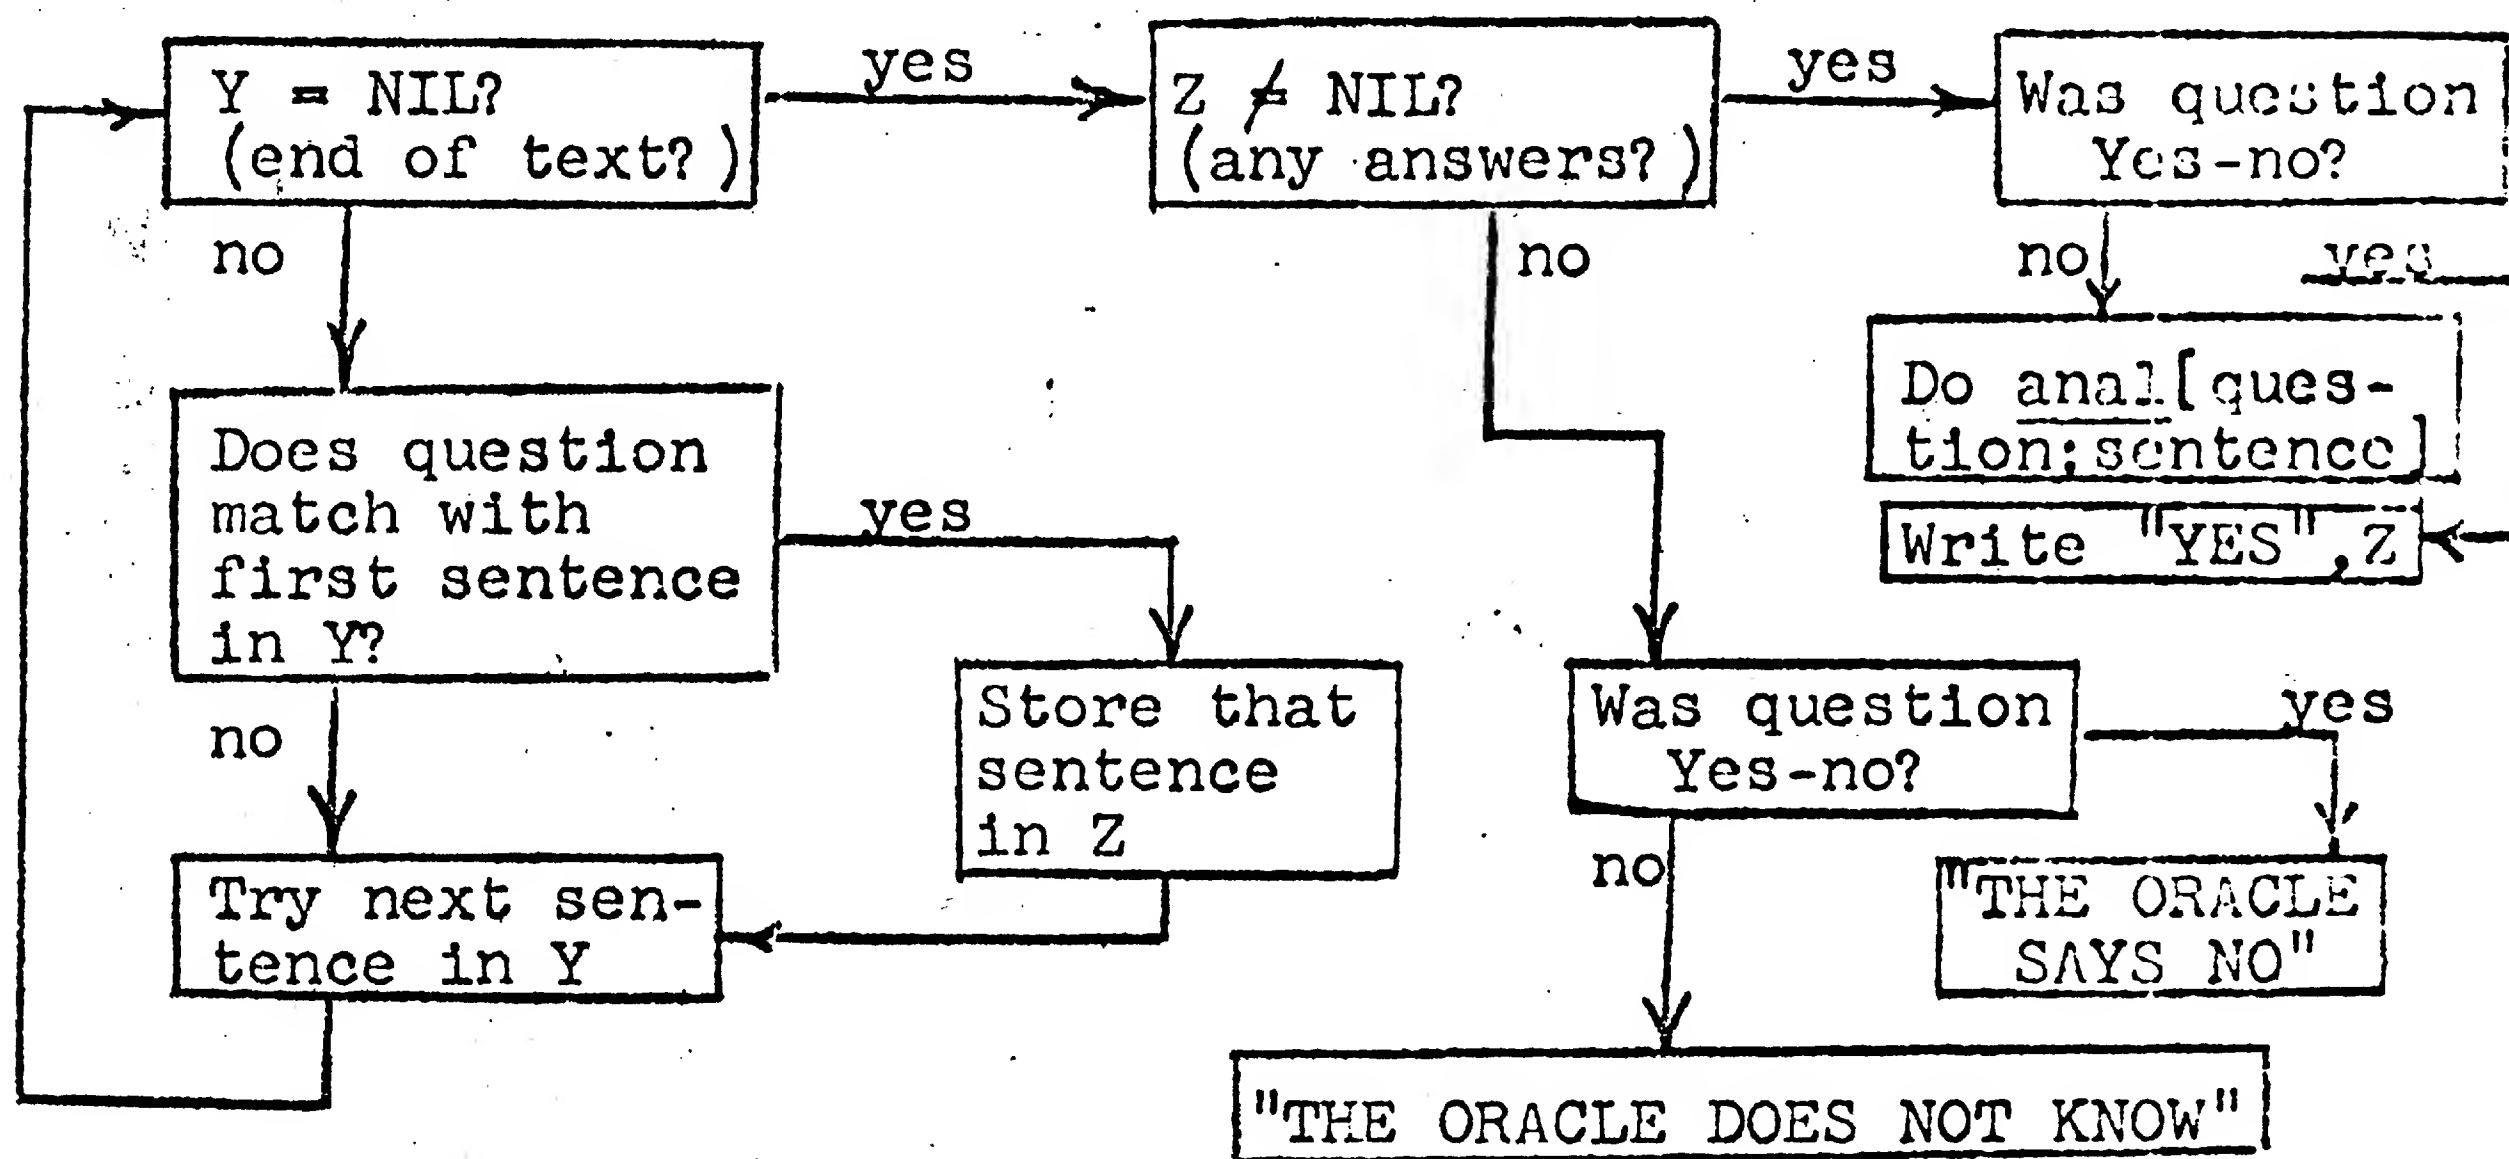 Y = NIL?
(end of text?)
yes
Z ≠ NIL?
(any answers?)
yes
Was question
Yes-no?
no
no
no
yes
Do anal[ques-
tion;sentence]
Write "YES",Z
Does question
match with
first sentence
in Y?
yes
no
Store that
sentence
in Z
Was question
Yes-no?
yes
no
Try next sen-
tence in Y
"THE ORACLE
SAYS NO"
"THE ORACLE DOES NOT KNOW"